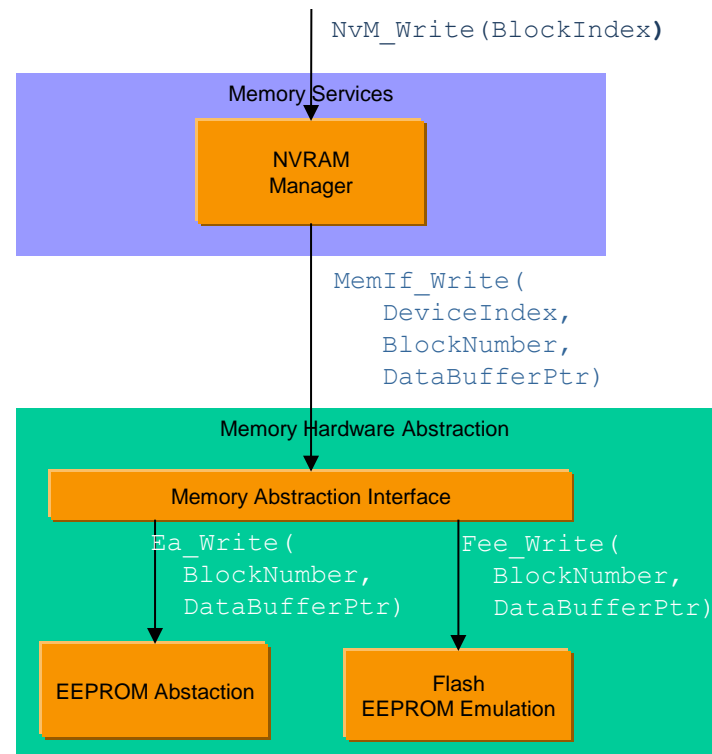 NvM_Write(BlockIndex)
Memory Services
NVRAM
Manager
MemIf_Write(
DeviceIndex,
BlockNumber,
DataBufferPtr)
Memory Hardware Abstraction
Memory Abstraction Interface
Ea_Write(
BlockNumber,
DataBufferPtr)
Fee_Write(
BlockNumber,
DataBufferPtr)
EEPROM Abstaction
Flash
EEPROM Emulation